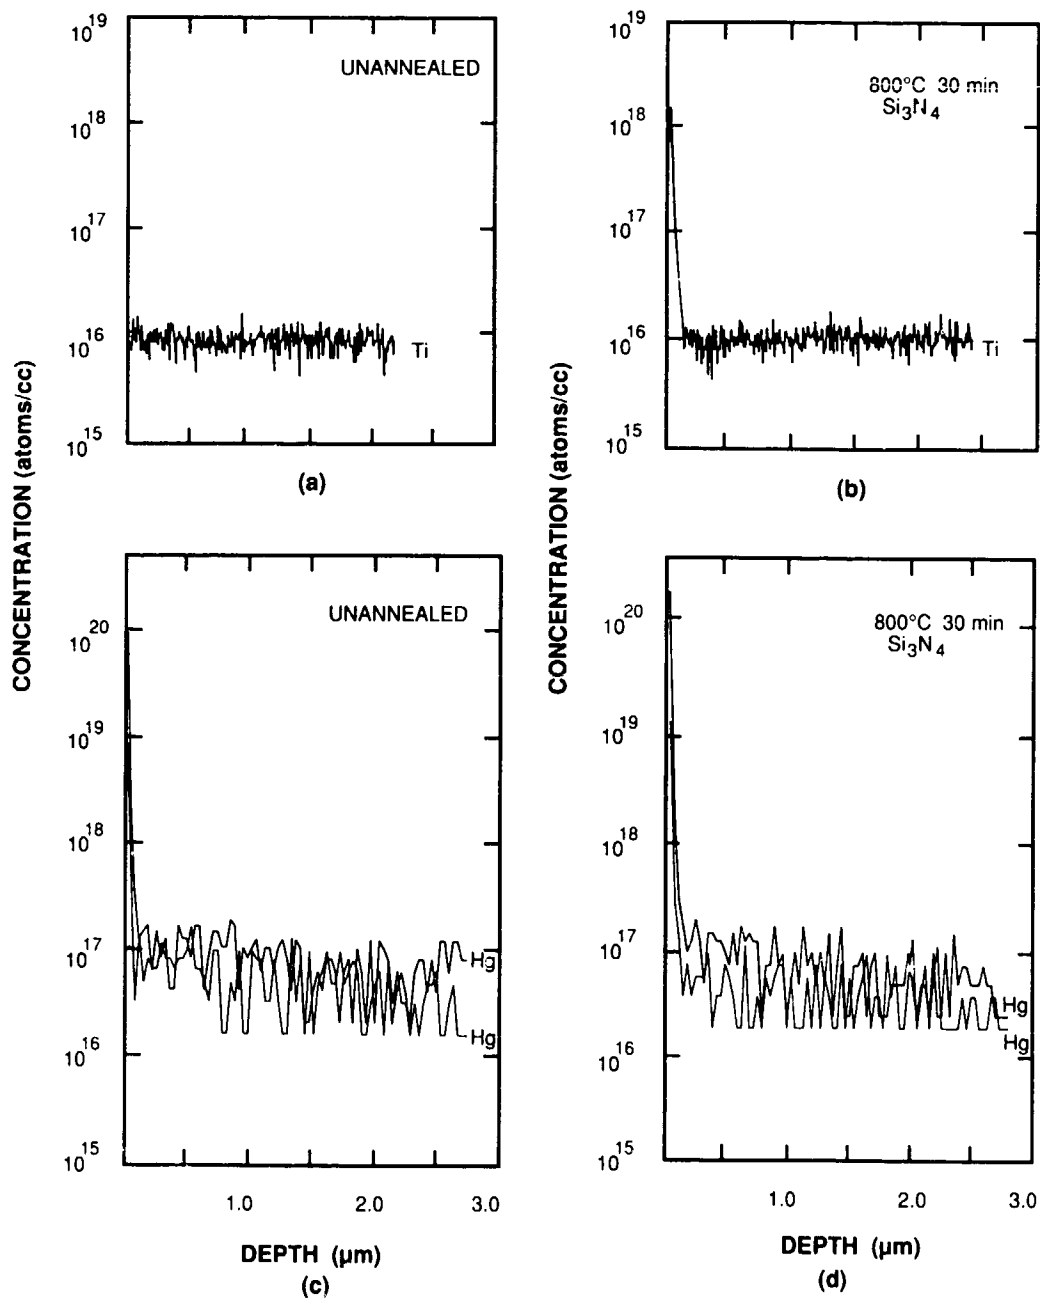 10^19
UNANNEALED
10^18
10^17
10^16
Ti
10^15
(a)
10^19
800°C 30 min
Si₃N₄
10^18
10^17
10^16
Ti
10^15
(b)
CONCENTRATION (atoms/cc)
CONCENTRATION (atoms/cc)
UNANNEALED
10^20
10^19
10^18
10^17
Hg
Hg
10^16
10^15
1.0 2.0 3.0
DEPTH (µm)
(c)
800°C 30 min
Si₃N₄
10^20
10^19
10^18
10^17
Hg
Hg
10^16
10^15
1.0 2.0 3.0
DEPTH (µm)
(d)